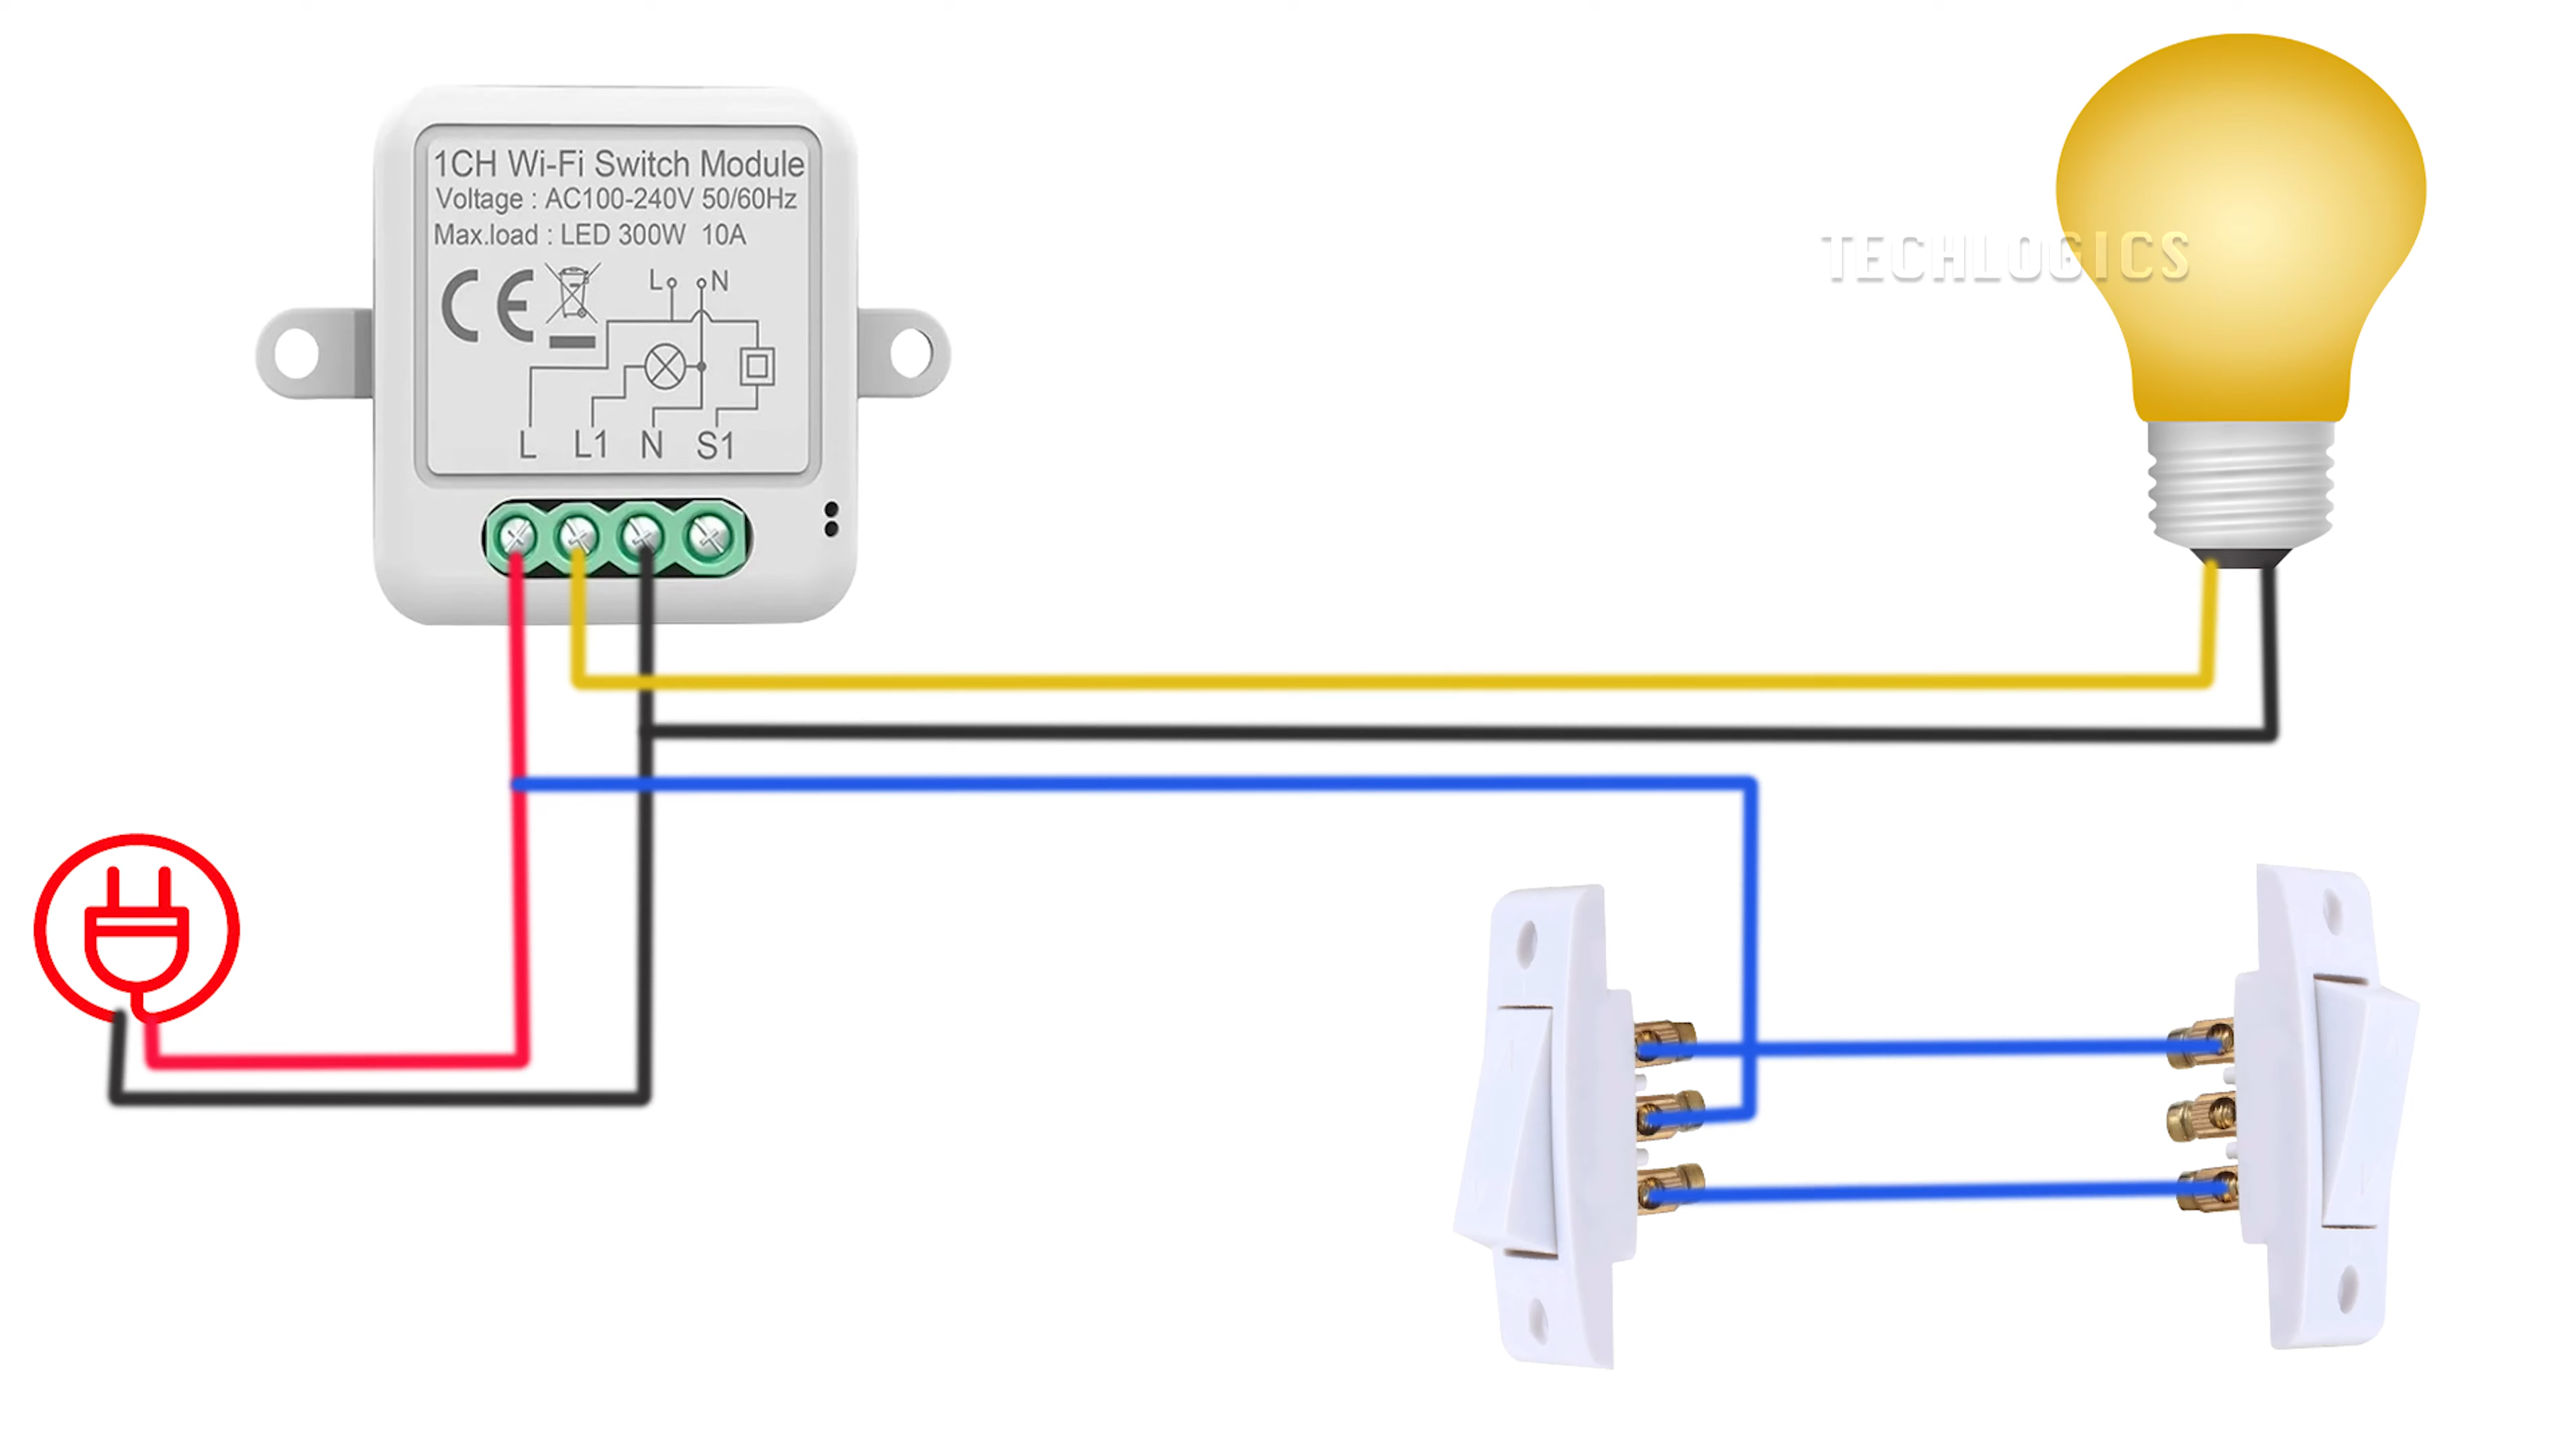 1CH Wi-Fi Switch Module
Voltage : AC100-240V 50/60Hz
Max.load : LED 300W 10A
CE
L N
L L1 N S1
TECHLOGICS